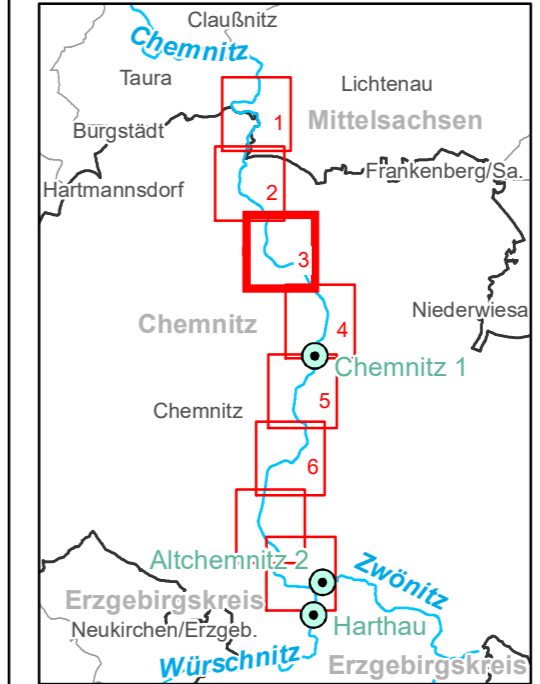 Claußnitz
Chemnitz
Taura
Lichtenau
1
Mittelsachsen
Burgstädt
Frankenberg/Sa.
Hartmannsdorf
2
3
Niederwiesa
Chemnitz
4
Chemnitz 1
Chemnitz
5
6
Altchemnitz 2
Zwönitz
Erzgebirgskreis
Harthau
Neukirchen/Erzgeb.
Würschnitz
Erzgebirgskreis